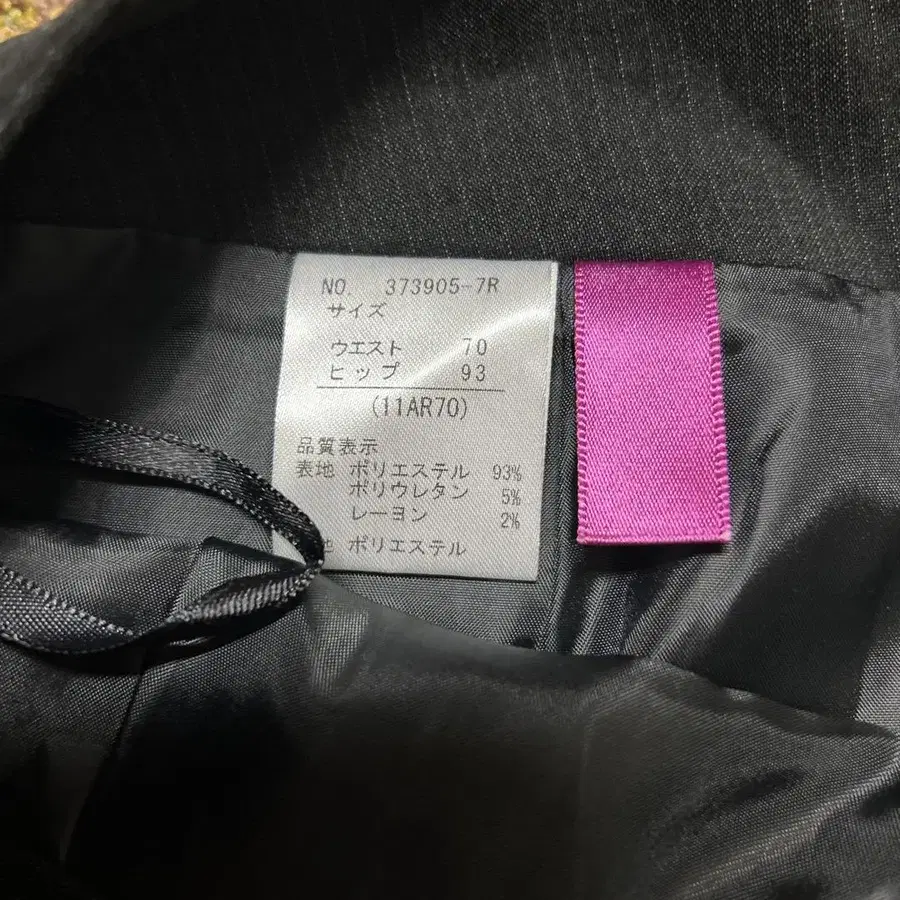 NO. 373905-7R
サイズ
ウエスト 70
ヒップ 93
(11AR70)
品質表示
表地 ポリエステル 93%
ポリウレタン 5%
レーヨン 2%
地 ポリエステル